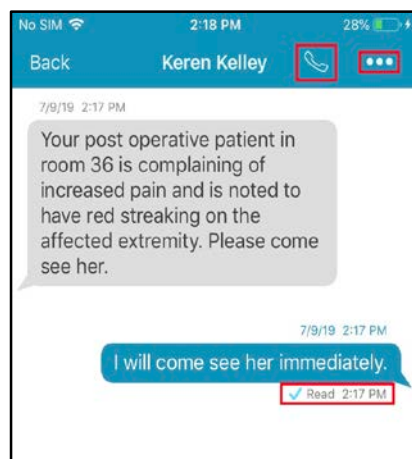 No SIM 2:18 PM 28%
Back Keren Kelley
7/9/19 2:17 PM
Your post operative patient in
room 36 is complaining of
increased pain and is noted to
have red streaking on the
affected extremity. Please come
see her.
7/9/19 2:17 PM
I will come see her immediately.
Read 2:17 PM